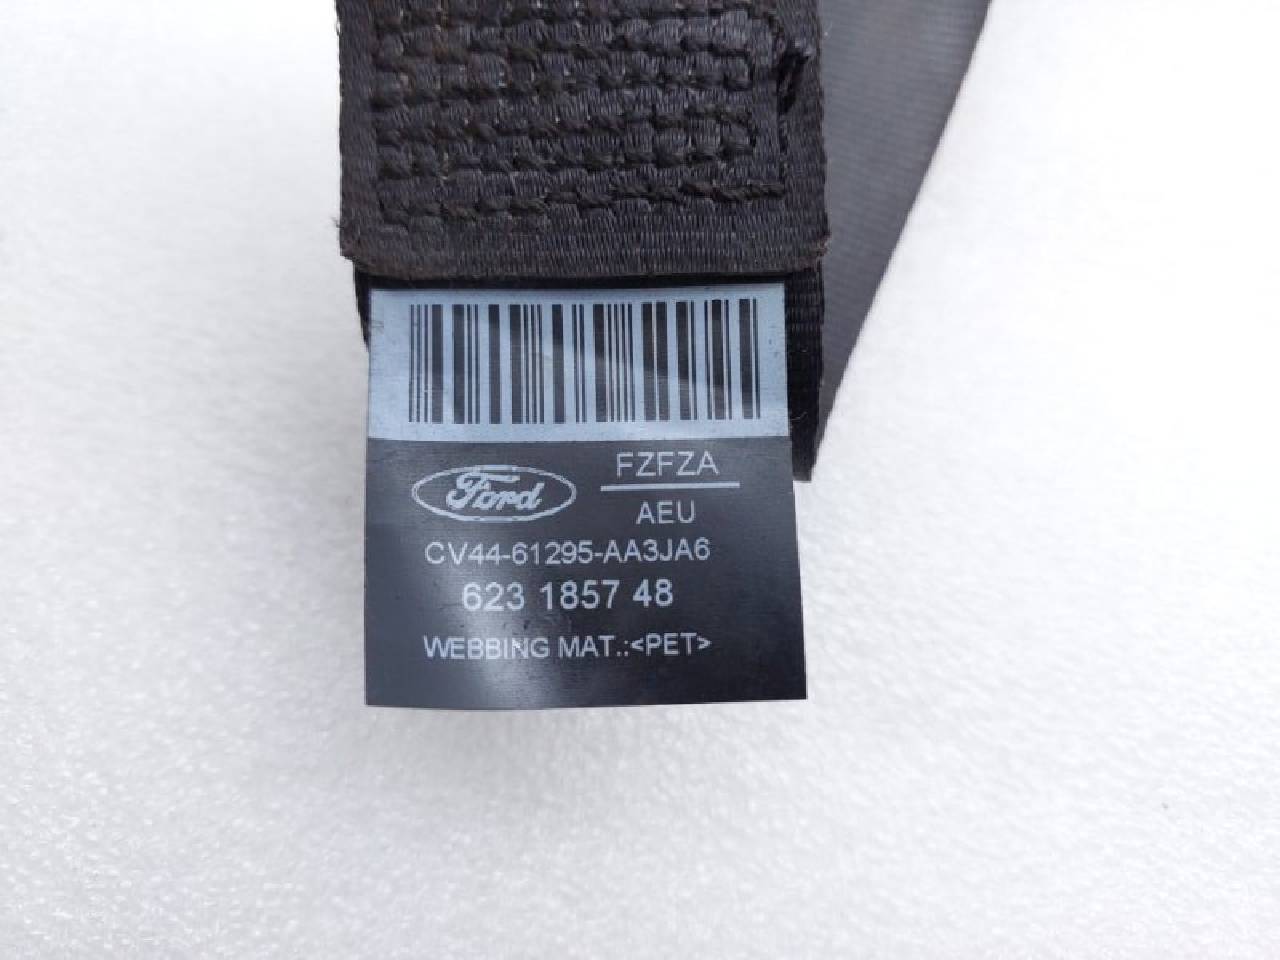 FZFZA
Ford
AEU
CV44-61295-AA3JA6
623 1857 48
WEBBING MAT.:<PET>